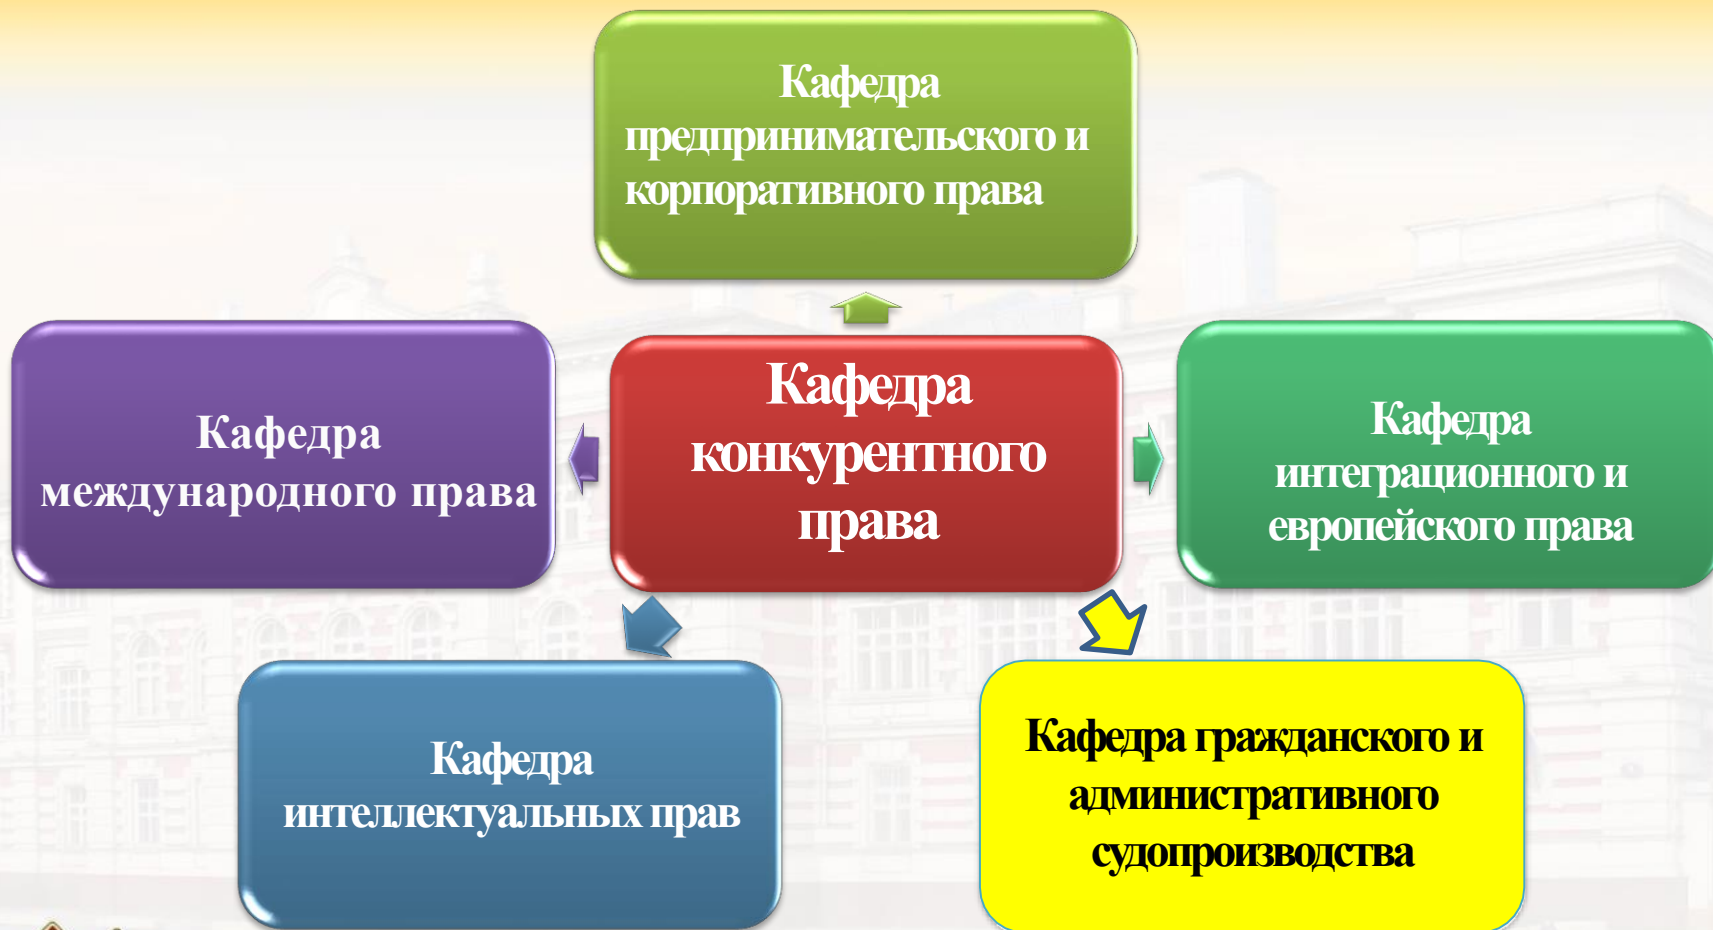 Кафедра
предпринимательского и
корпоративного права
Кафедра
международного права
Кафедра
конкурентного
права
Кафедра
интеграционного и
европейского права
Кафедра
интеллектуальных прав
Кафедра гражданского и
административного
судопроизводства